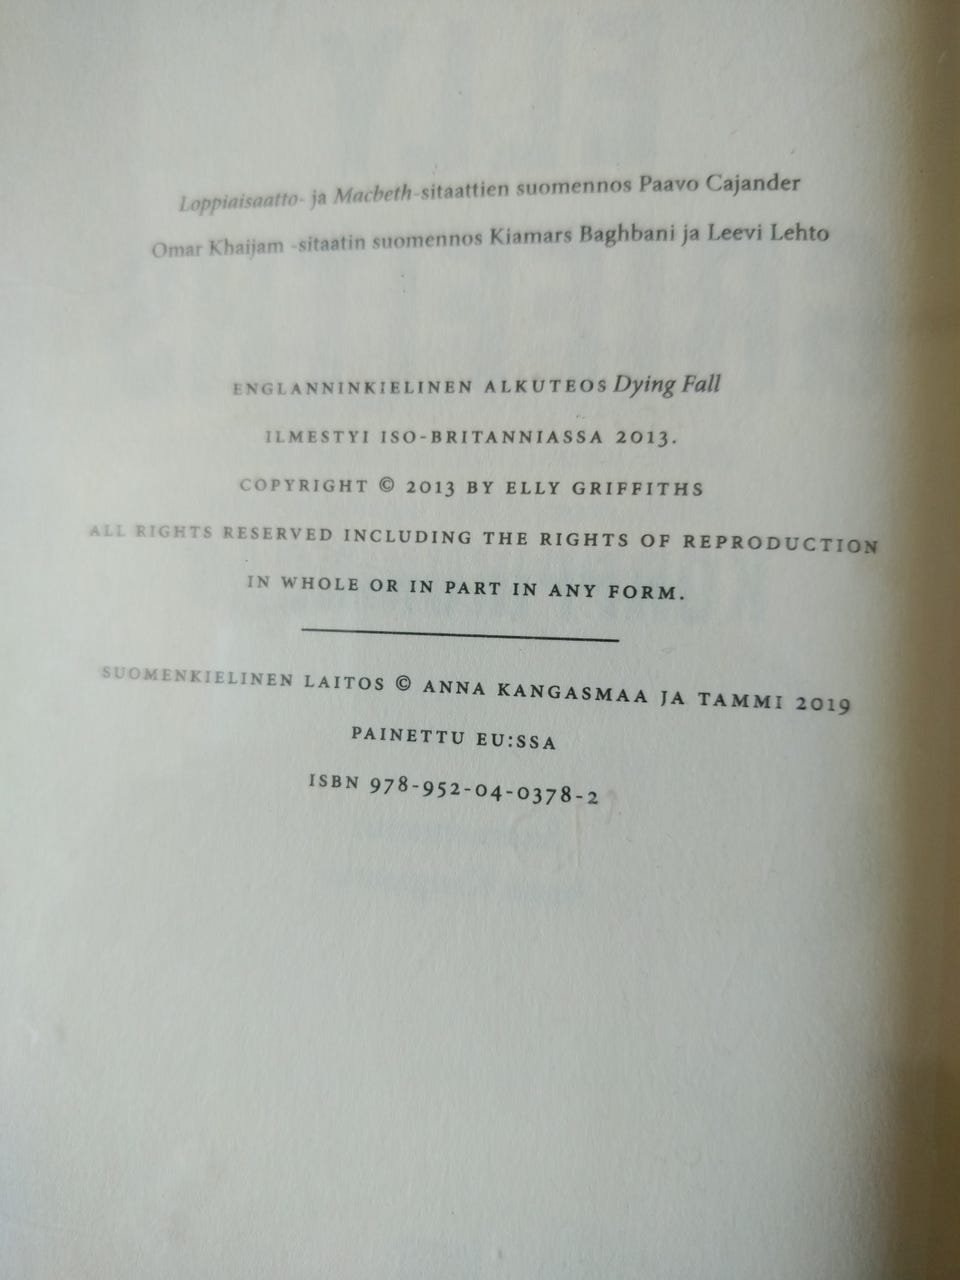 Loppiaisaatto- ja Macbeth-sitaattien suomennos Paavo Cajander
Omar Khaijam -sitaatin suomennos Kiamars Baghbani ja Leevi Lehto
ENGLANNINKIELINEN ALKUTEOS Dying Fall
ILMESTYI ISO-BRITANNIASSA 2013.
COPYRIGHT © 2013 BY ELLY GRIFFITHS
ALL RIGHTS RESERVED INCLUDING THE RIGHTS OF REPRODUCTION
IN WHOLE OR IN PART IN ANY FORM.
SUOMENKIELINEN LAITOS © ANNA KANGASMAA JA TAMMI 2019
PAINETTU EU:SSA
ISBN 978-952-04-0378-2